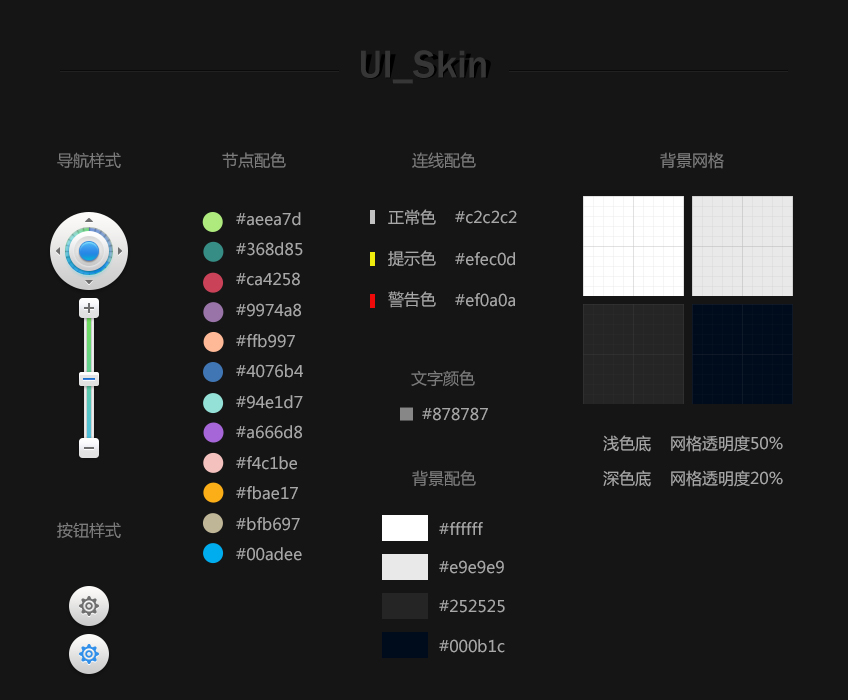 UI_Skin
导航样式
节点配色
#aeea7d
#368d85
#ca4258
#9974a8
#ffb997
#4076b4
#94e1d7
#a666d8
#f4c1be
#fbae17
#bfb697
#00adee
连线配色
正常色 #c2c2c2
提示色 #efec0d
警告色 #ef0a0a
文字颜色
#878787
背景配色
#ffffff
#e9e9e9
#252525
#000b1c
背景网格
浅色底 网格透明度50%
深色底 网格透明度20%
按钮样式